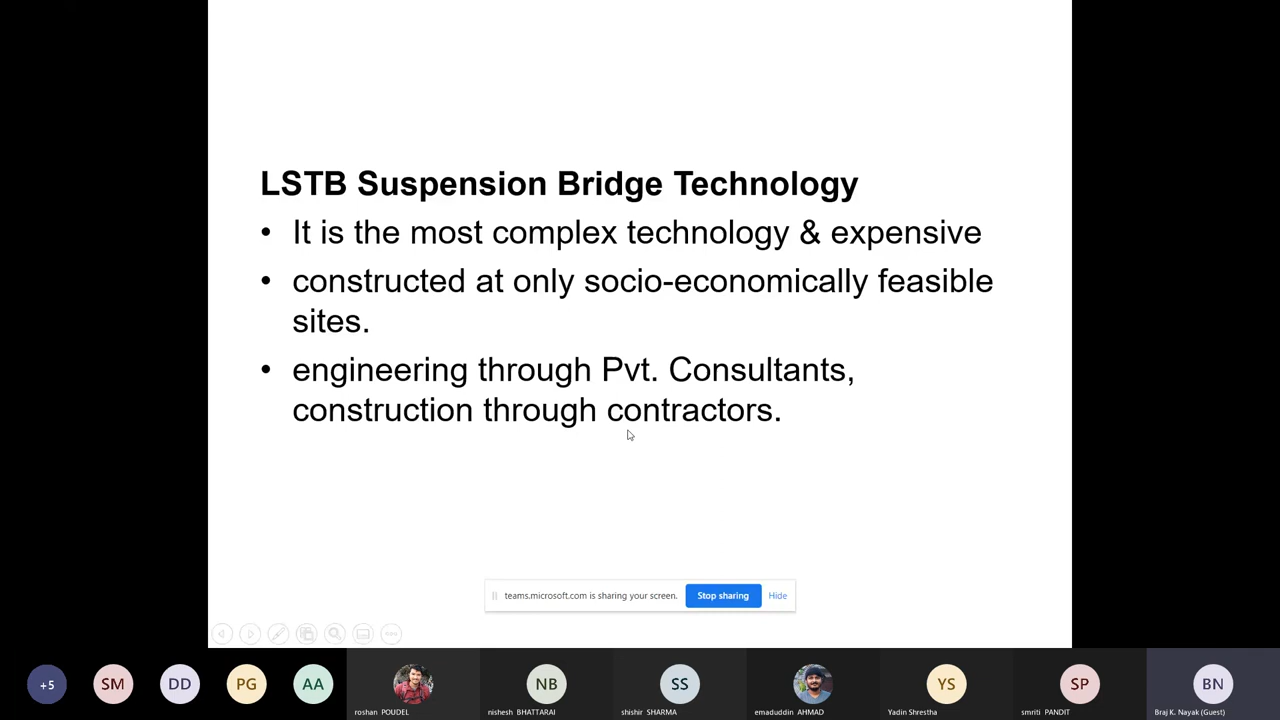 LSTB Suspension Bridge Technology
• It is the most complex technology & expensive
• constructed at only socio-economically feasible
sites.
• engineering through Pvt. Consultants,
construction through contractors.
teams.microsoft.com is sharing your screen. Stop sharing Hide
+5 SM DD PG AA NB SS YS SP BN
roshan POUDEL nishesh BHATTARAI shishir SHARMA emaduddin AHMAD Yadin Shrestha smriti PANDIT Braj K. Nayak (Guest)